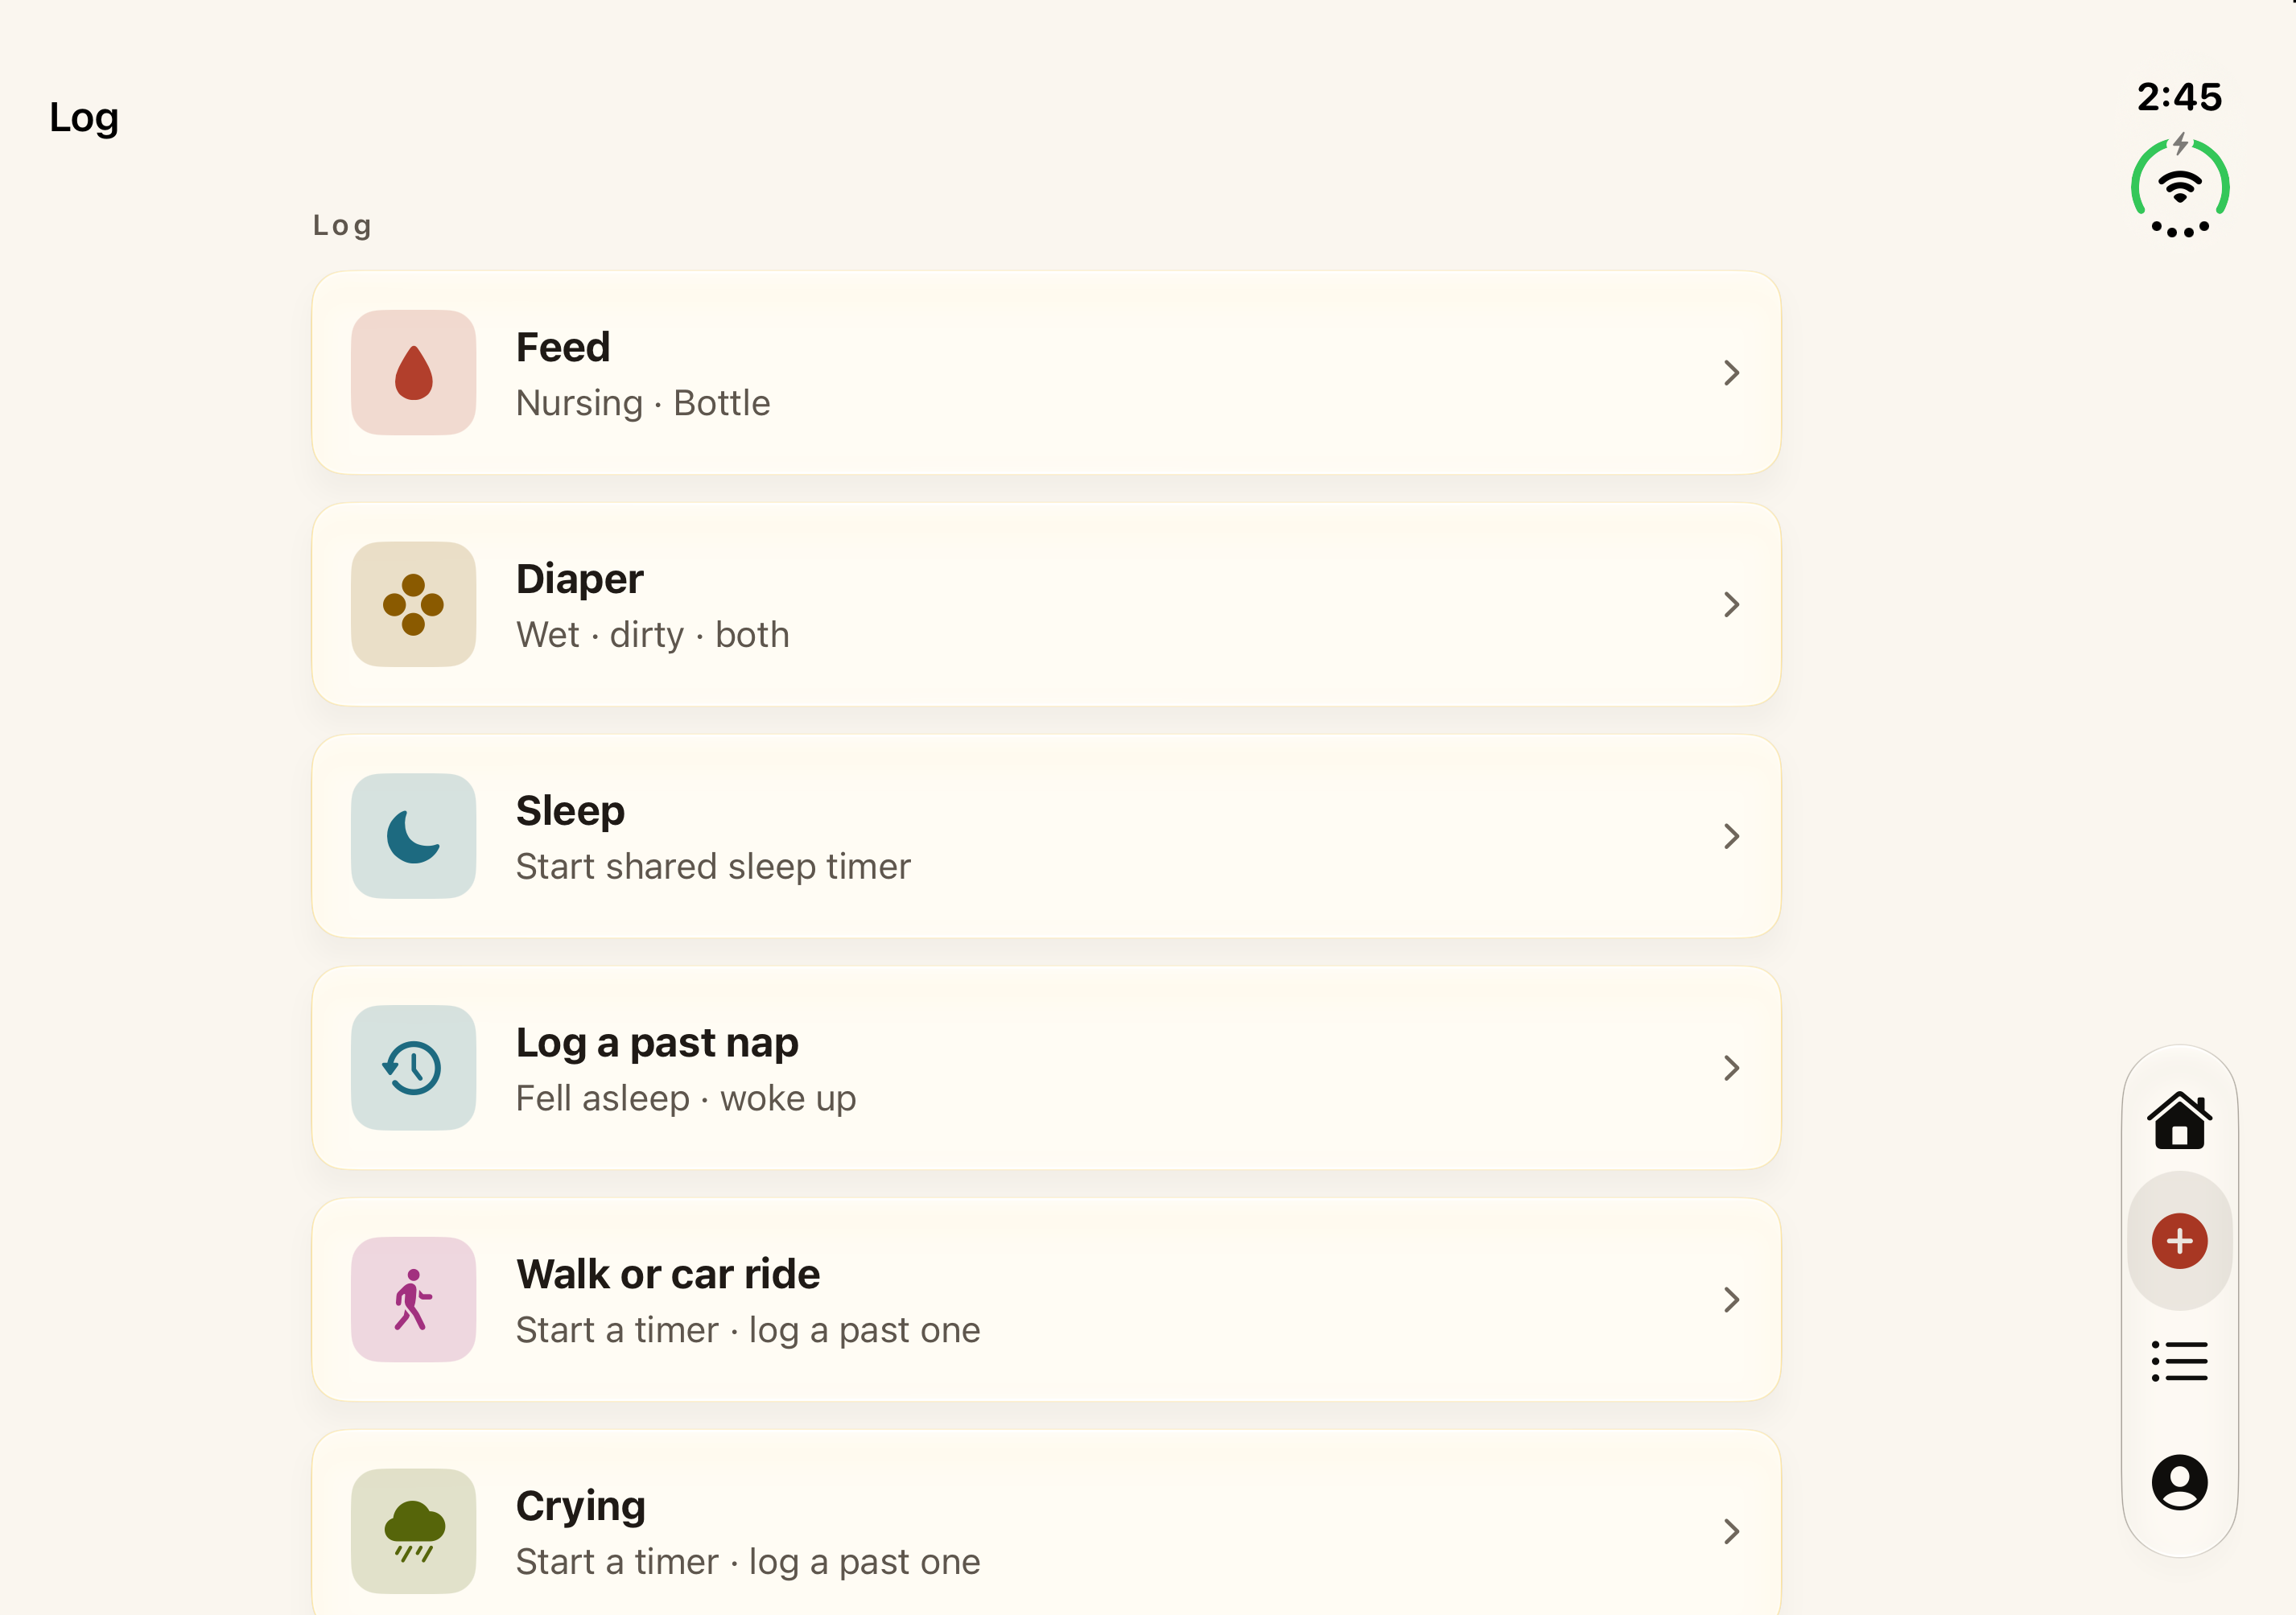 Log
2:45
Log
Feed
Nursing · Bottle
Diaper
Wet · dirty · both
Sleep
Start shared sleep timer
Log a past nap
Fell asleep · woke up
Walk or car ride
Start a timer · log a past one
Crying
Start a timer · log a past one